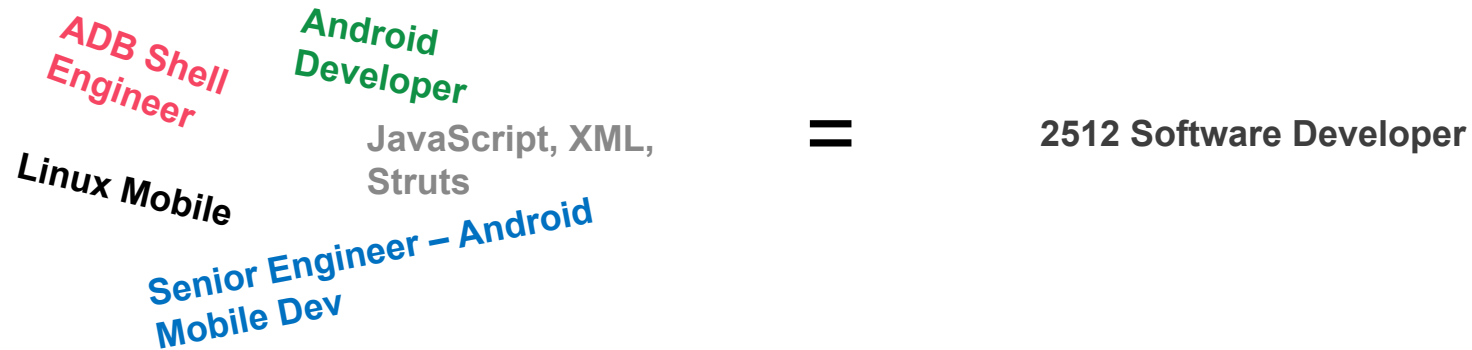 ADB Shell
Engineer
Android
Developer
JavaScript, XML,
Struts
Linux Mobile
Senior Engineer – Android
Mobile Dev
=
2512 Software Developer